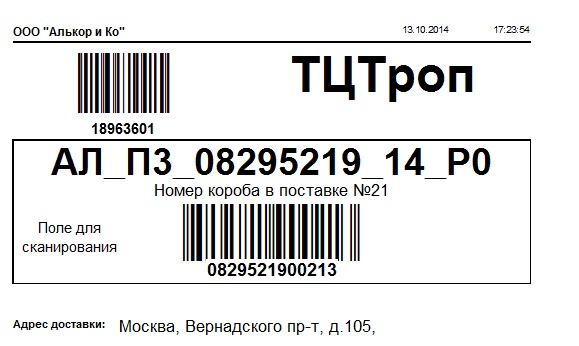 ООО "Алькор и Ко" 13.10.2014 17:23:54
ТЦТроп
18963601
АЛ_П3_08295219_14_Р0
Номер короба в поставке №21
Поле для
сканирования
0829521900213
Адрес доставки: Москва, Вернадского пр-т, д.105,